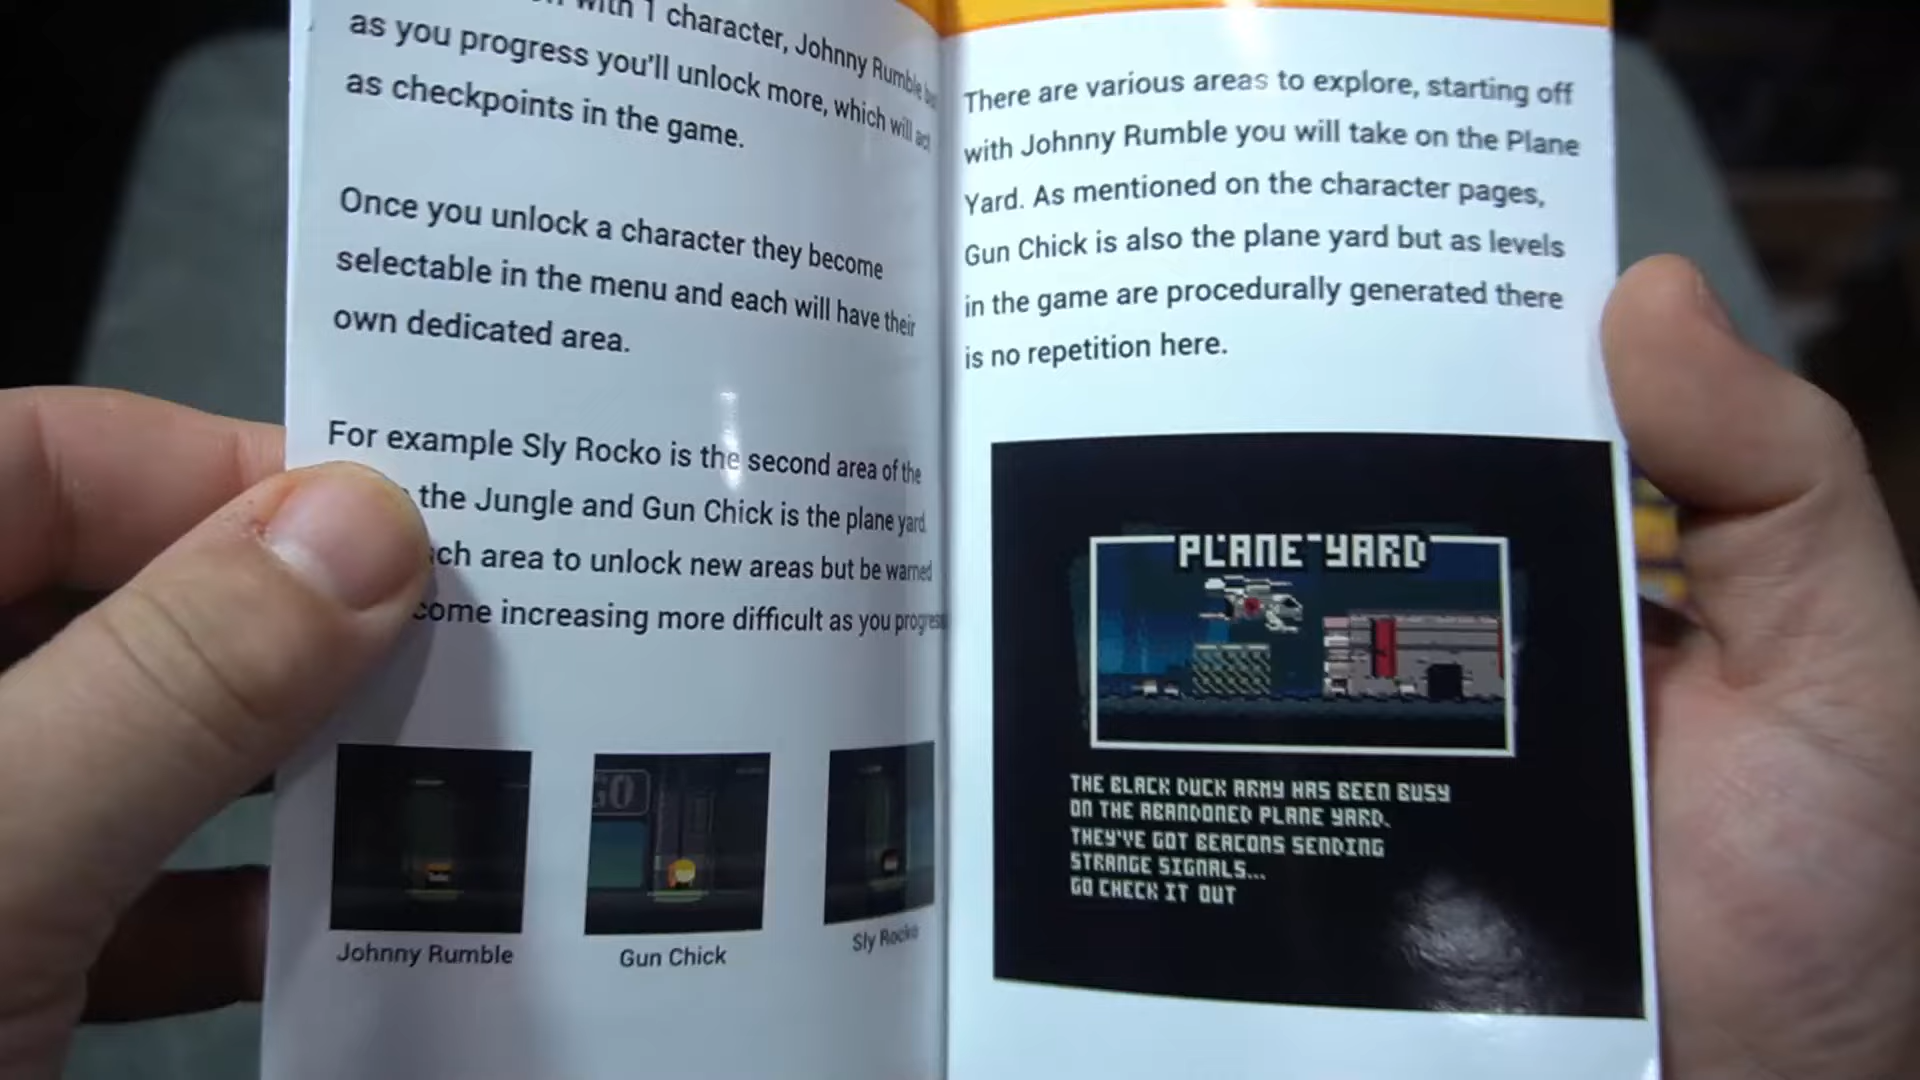 with 1 character, Johnny Rumble
as you progress you'll unlock more, which will act
as checkpoints in the game.
Once you unlock a character they become
selectable in the menu and each will have their
own dedicated area.
For example Sly Rocko is the second area of the
the Jungle and Gun Chick is the plane yard.
area to unlock new areas but be warned
increasing more difficult as you progress
GO
Johnny Rumble
Gun Chick
Sly Rocko
There are various areas to explore, starting off
with Johnny Rumble you will take on the Plane
Yard. As mentioned on the character pages,
Gun Chick is also the plane yard but as levels
in the game are procedurally generated there
is no repetition here.
PLANE YARD
THE BLACK DUCK ARMY HAS BEEN BUSY
ON THE ABANDONED PLANE YARD.
THEY'VE GOT BEACONS SENDING
STRANGE SIGNALS...
GO CHECK IT OUT